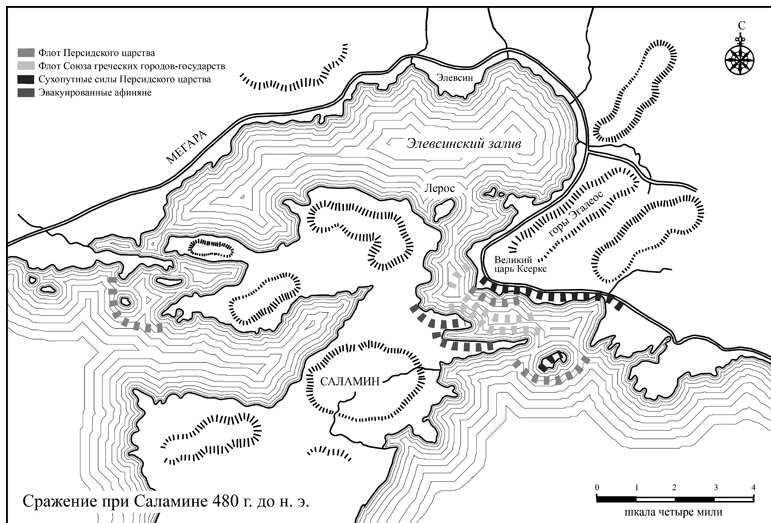 Флот Персидского царства
Флот Союза греческих городов-государств
Сухопутные силы Персидского царства
Эвакуированные афиняне
С
Элевсин
МЕГАРА
Элевсинский залив
Лерос
горы Эгалеос
Великий
царь Ксеркс
САЛАМИН
Сражение при Саламине 480 г. до н. э.
0 1 2 3 4
шкала четыре мили